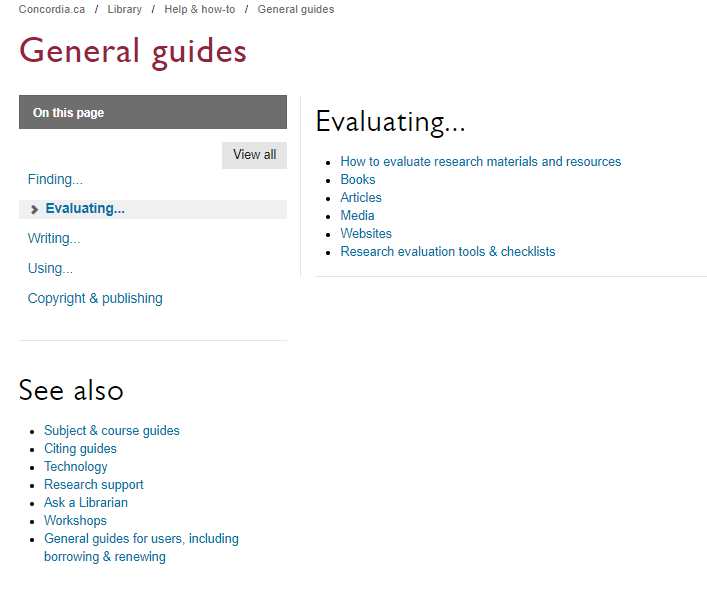 Concordia.ca / Library / Help & how-to / General guides
General guides
On this page
View all
Finding...
Evaluating...
Writing...
Using...
Copyright & publishing
Evaluating...
How to evaluate research materials and resources
Books
Articles
Media
Websites
Research evaluation tools & checklists
See also
Subject & course guides
Citing guides
Technology
Research support
Ask a Librarian
Workshops
General guides for users, including
borrowing & renewing